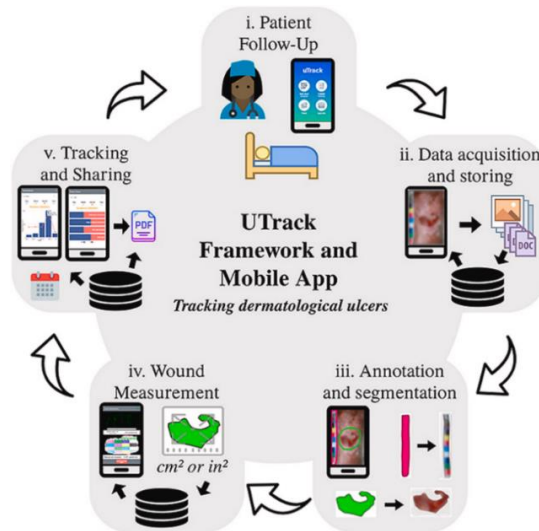 i. Patient
Follow-Up
uTrack
ii. Data acquisition
and storing
DOC
iii. Annotation
and segmentation
iv. Wound
Measurement
cm² or in²
v. Tracking
and Sharing
PDF
UTrack
Framework and
Mobile App
Tracking dermatological ulcers